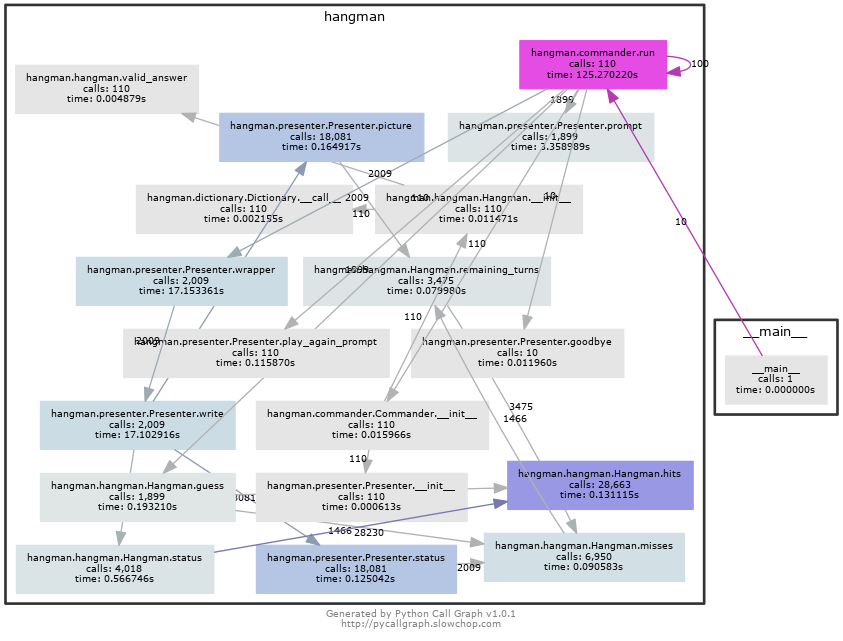 hangman
hangman.commander.run
calls: 110
time: 125.270220s
100
hangman.hangman.valid_answer
calls: 110
time: 0.004879s
1899
hangman.presenter.Presenter.picture
calls: 18,081
time: 0.164917s
hangman.presenter.Presenter.prompt
calls: 1,899
time: 3.358989s
2009
hangman.dictionary.Dictionary.__call__
calls: 110
time: 0.002155s
2009
110
110
hangman.hangman.Hangman.__init__
calls: 110
time: 0.011471s
10
10
110
hangman.presenter.Presenter.wrapper
calls: 2,009
time: 17.153361s
hangman.hangman.Hangman.remaining_turns
calls: 3,475
time: 0.079980s
1899
110
__main__
2009
hangman.presenter.Presenter.play_again_prompt
calls: 110
time: 0.115870s
hangman.presenter.Presenter.goodbye
calls: 10
time: 0.011960s
__main__
calls: 1
time: 0.000000s
hangman.presenter.Presenter.write
calls: 2,009
time: 17.102916s
hangman.commander.Commander.__init__
calls: 110
time: 0.015966s
3475
1466
110
hangman.hangman.Hangman.guess
calls: 1,899
time: 0.193210s
hangman.presenter.Presenter.__init__
calls: 110
time: 0.000613s
hangman.hangman.Hangman.hits
calls: 28,663
time: 0.131115s
1466
28230
hangman.hangman.Hangman.status
calls: 4,018
time: 0.566746s
hangman.presenter.Presenter.status
calls: 18,081
time: 0.125042s
2009
hangman.hangman.Hangman.misses
calls: 6,950
time: 0.090583s
Generated by Python Call Graph v1.0.1
http://pycallgraph.slowchop.com